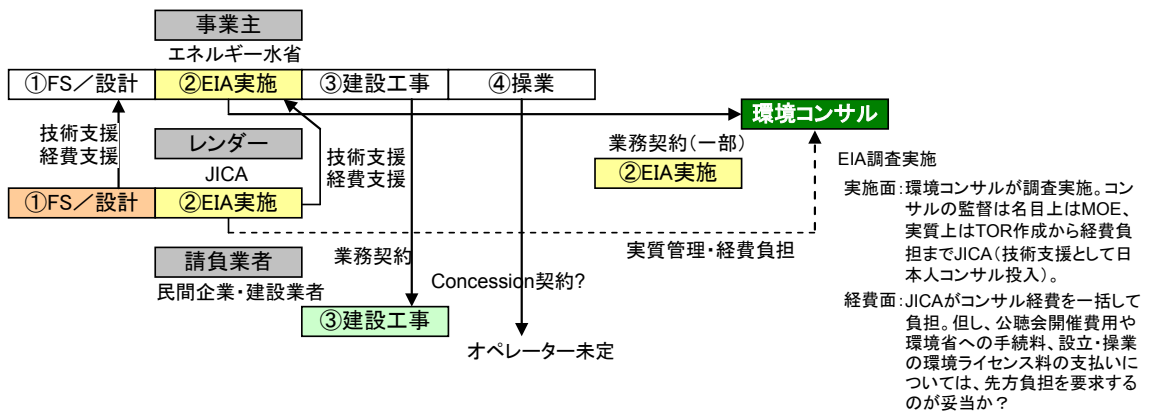 事業主
エネルギー水省
①FS／設計
②EIA実施
③建設工事
④操業
環境コンサル
技術支援
経費支援
レンダー
JICA
技術支援
経費支援
業務契約（一部）
②EIA実施
①FS／設計
②EIA実施
実質管理・経費負担
請負業者
民間企業・建設業者
業務契約
Concession契約?
③建設工事
オペレーター未定
EIA調査実施
実施面：環境コンサルが調査実施。コン
サルの監督は名目上はMOE、
実質上はTOR作成から経費負
担までJICA（技術支援として日
本人コンサル投入）。
経費面：JICAがコンサル経費を一括して
負担。但し、公聴会開催費用や
環境省への手続料、設立・操業
の環境ライセンス料の支払いに
ついては、先方負担を要求する
のが妥当か？